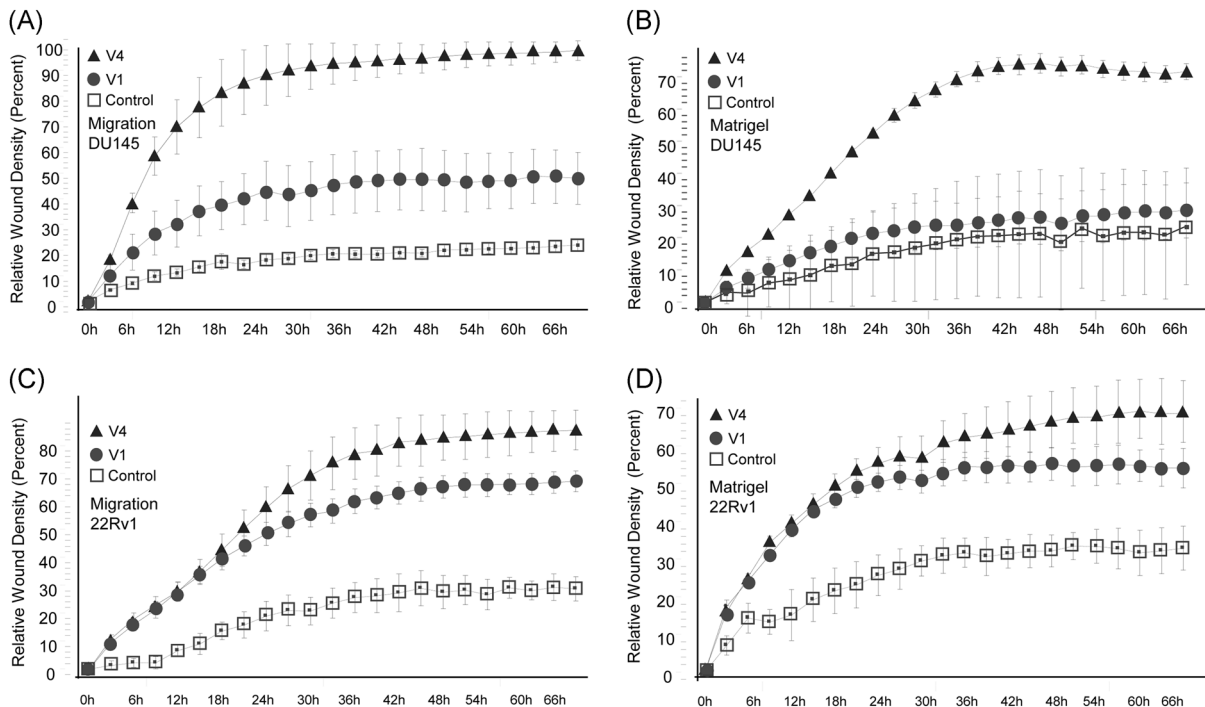 (A)
Relative Wound Density (Percent)
100
90
80
70
60
50
40
30
20
10
0
V4
V1
Control
Migration
DU145
0h 6h 12h 18h 24h 30h 36h 42h 48h 54h 60h 66h
(B)
Relative Wound Density (Percent)
70
60
50
40
30
20
10
0
V4
V1
Control
Matrigel
DU145
0h 6h 12h 18h 24h 30h 36h 42h 48h 54h 60h 66h
(C)
Relative Wound Density (Percent)
80
70
60
50
40
30
20
10
0
V4
V1
Control
Migration
22Rv1
0h 6h 12h 18h 24h 30h 36h 42h 48h 54h 60h 66h
(D)
Relative Wound Density (Percent)
70
60
50
40
30
20
10
0
V4
V1
Control
Matrigel
22Rv1
0h 6h 12h 18h 24h 30h 36h 42h 48h 54h 60h 66h